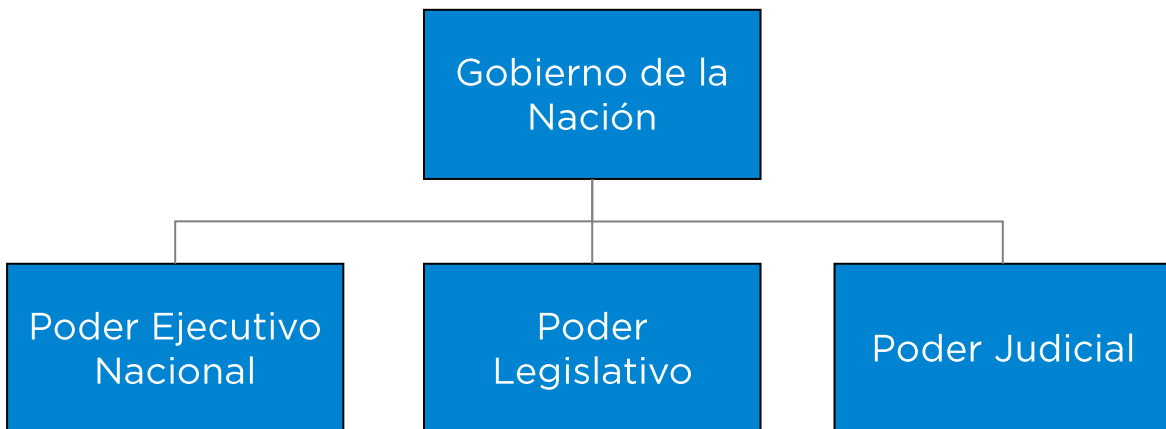 Gobierno de la
Nación
Poder Ejecutivo
Nacional
Poder
Legislativo
Poder Judicial